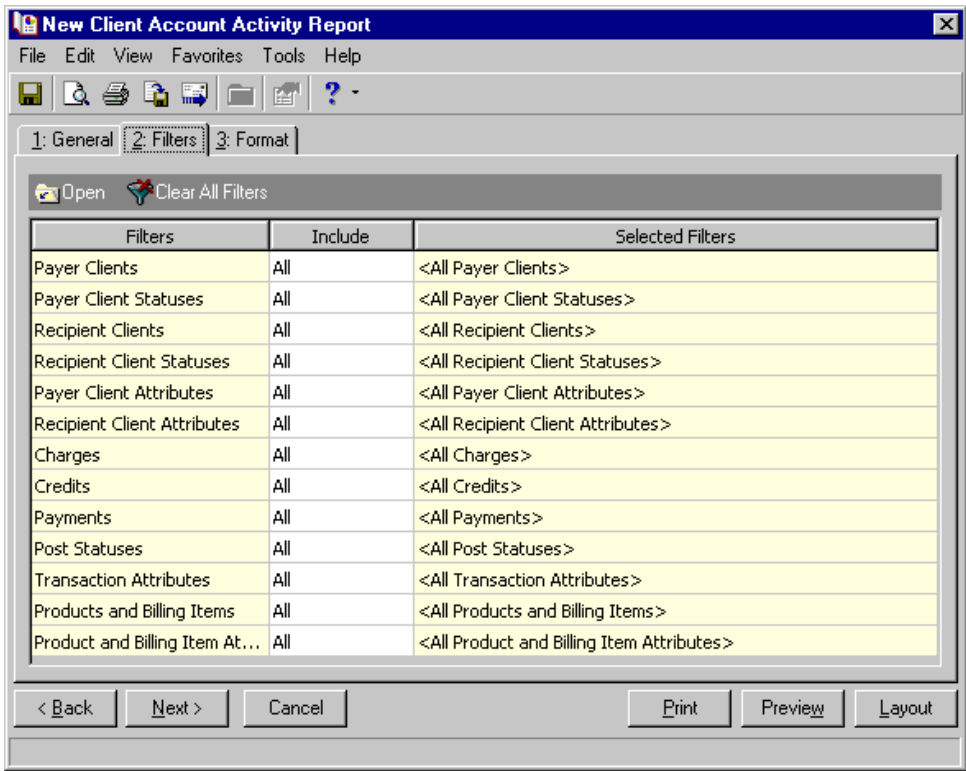 New Client Account Activity Report
File Edit View Favorites Tools Help
?
1: General 2: Filters 3: Format
Open Clear All Filters
Filters Include Selected Filters
Payer Clients All <All Payer Clients>
Payer Client Statuses All <All Payer Client Statuses>
Recipient Clients All <All Recipient Clients>
Recipient Client Statuses All <All Recipient Client Statuses>
Payer Client Attributes All <All Payer Client Attributes>
Recipient Client Attributes All <All Recipient Client Attributes>
Charges All <All Charges>
Credits All <All Credits>
Payments All <All Payments>
Post Statuses All <All Post Statuses>
Transaction Attributes All <All Transaction Attributes>
Products and Billing Items All <All Products and Billing Items>
Product and Billing Item At... All <All Product and Billing Item Attributes>
< Back Next > Cancel Print Preview Layout